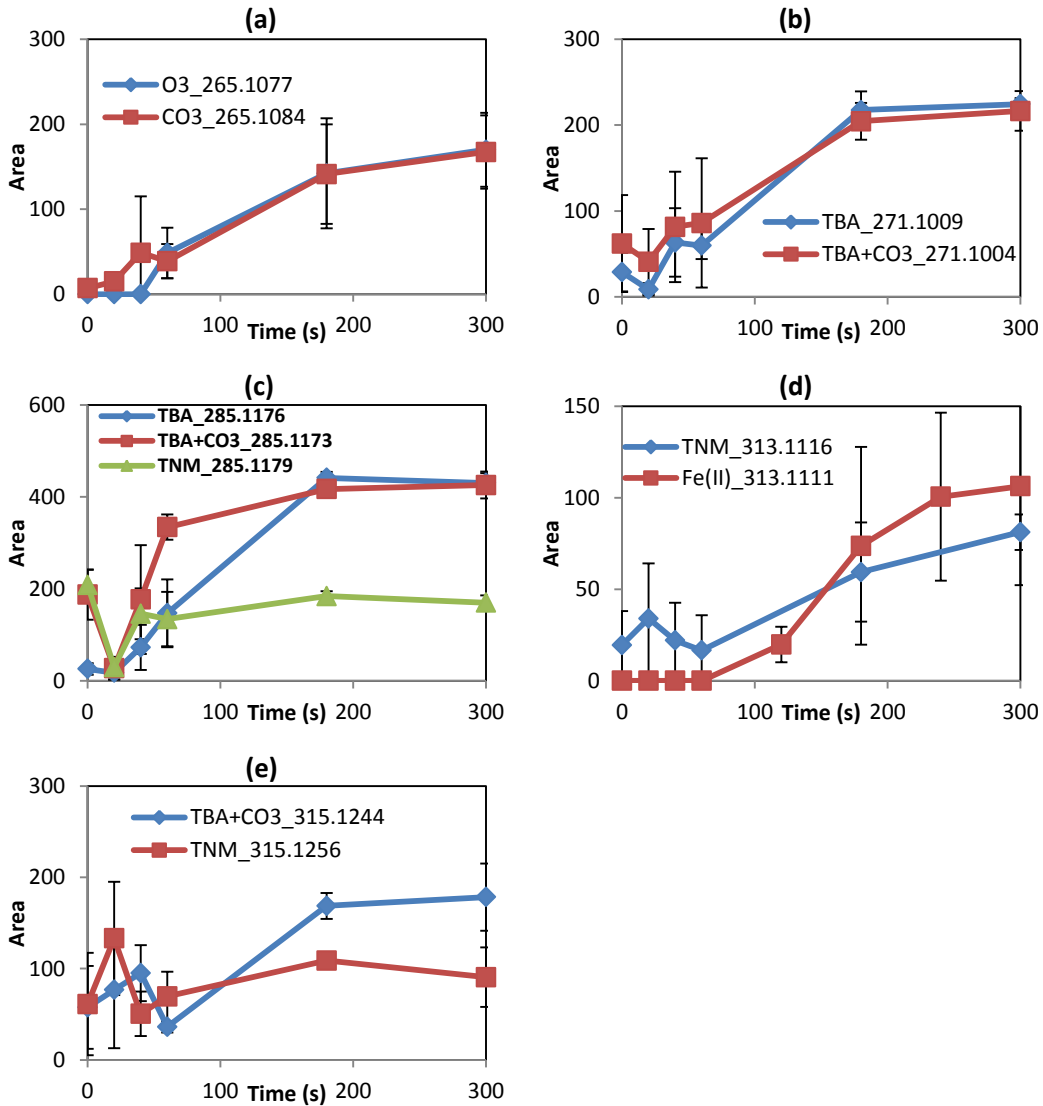 (a)
300
200
100
0
Area
O3_265.1077
CO3_265.1084
0
100
200
300
Time (s)
(b)
300
200
100
0
Area
TBA_271.1009
TBA+CO3_271.1004
0
100
200
300
Time (s)
(c)
600
400
200
0
Area
TBA_285.1176
TBA+CO3_285.1173
TNM_285.1179
0
100
200
300
Time (s)
(d)
150
100
50
0
Area
TNM_313.1116
Fe(II)_313.1111
0
100
200
300
Time (s)
(e)
300
200
100
0
Area
TBA+CO3_315.1244
TNM_315.1256
0
100
200
300
Time (s)